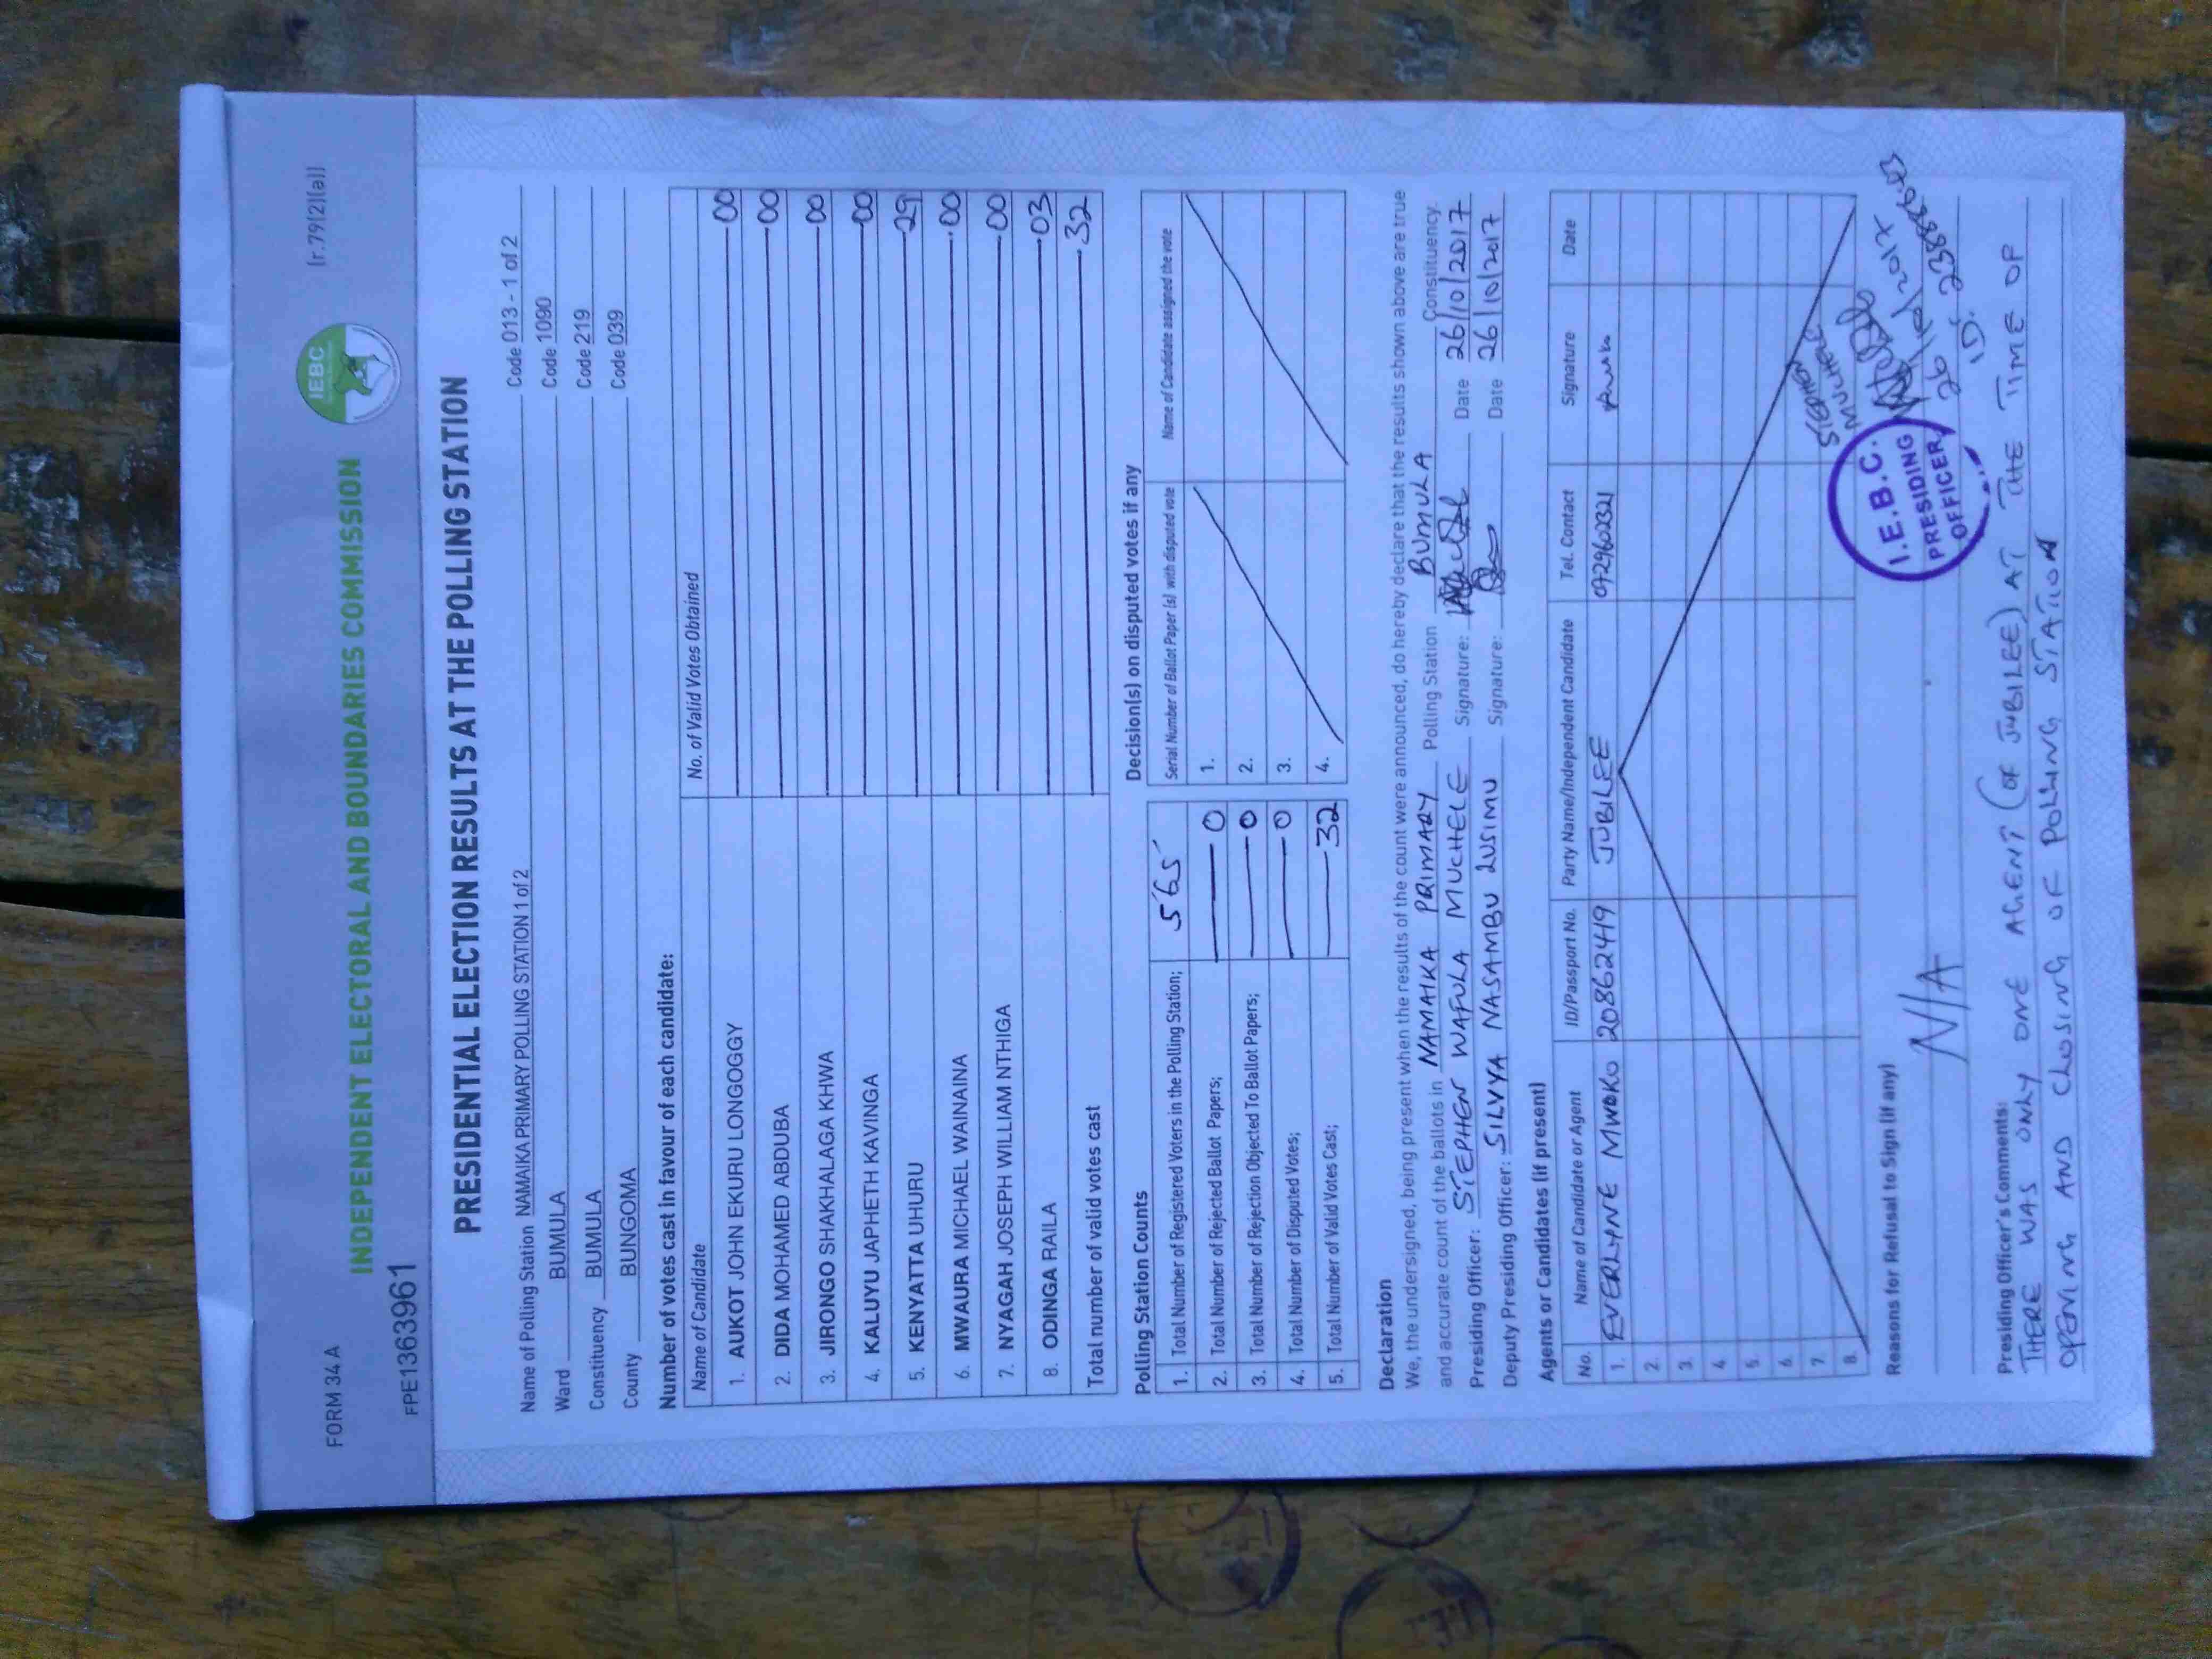 FORM 34 A
(r.79(2)(a))
IEBC
INDEPENDENT ELECTORAL AND BOUNDARIES COMMISSION
FPE1363961
PRESIDENTIAL ELECTION RESULTS AT THE POLLING STATION
Name of Polling Station NAMAIKA PRIMARY POLLING STATION 1 of 2 Code 013 - 1 of 2
Ward BUMULA Code 1090
Constituency BUMULA Code 219
County BUNGOMA Code 039
Number of votes cast in favour of each candidate:
Name of Candidate No. of Valid Votes Obtained
1. AUKOT JOHN EKURU LONGOGGY 00
2. DIDA MOHAMED ABDUBA 00
3. JIRONGO SHAKHALAGA KHWA 00
4. KALUYU JAPHETH KAVINGA 00
5. KENYATTA UHURU 29
6. MWAURA MICHAEL WAINAINA 00
7. NYAGAH JOSEPH WILLIAM NTHIGA 00
8. ODINGA RAILA 03
Total number of valid votes cast 32
Polling Station Counts
1. Total Number of Registered Voters in the Polling Station; 565
2. Total Number of Rejected Ballot Papers; 0
3. Total Number of Rejection Objected To Ballot Papers; 0
4. Total Number of Disputed Votes; 0
5. Total Number of Valid Votes Cast; 32
Decision(s) on disputed votes if any
Serial Number of Ballot Paper (s) with disputed vote Name of Candidate assigned the vote
1.
2.
3.
4.
Declaration
We, the undersigned, being present when the results of the count were announced, do hereby declare that the results shown above are true
and accurate count of the ballots in NAMAIKA PRIMARY Polling Station BUMULA Constituency.
Presiding Officer: STEPHEN WAFULA MUCHELE Signature: Date 26/10/2017
Deputy Presiding Officer: SILVYA NASAMBU LUSIMU Signature: Date 26/10/2017
Agents or Candidates (if present)
No. Name of Candidate or Agent ID/Passport No. Party Name/Independent Candidate Tel. Contact Signature Date
1. EVERLYNE MWOKO 20862419 JUBILEE 0729602321
2.
3.
4.
5.
6.
7.
8.
STEPHEN
MUCHELE
I.E.B.C.
PRESIDING
OFFICER
26/10/2017
ID:
Reasons for Refusal to Sign (if any)
N/A
Presiding Officer's Comments:
THERE WAS ONLY ONE AGENT (OF JUBILEE) AT THE TIME OF
OPENING AND CLOSING OF POLLING STATION